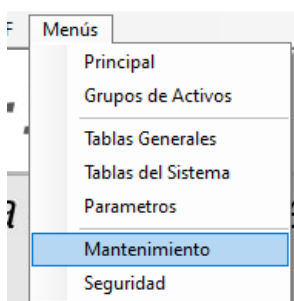 Menús
Principal
Grupos de Activos
Tablas Generales
Tablas del Sistema
Parametros
Mantenimiento
Seguridad